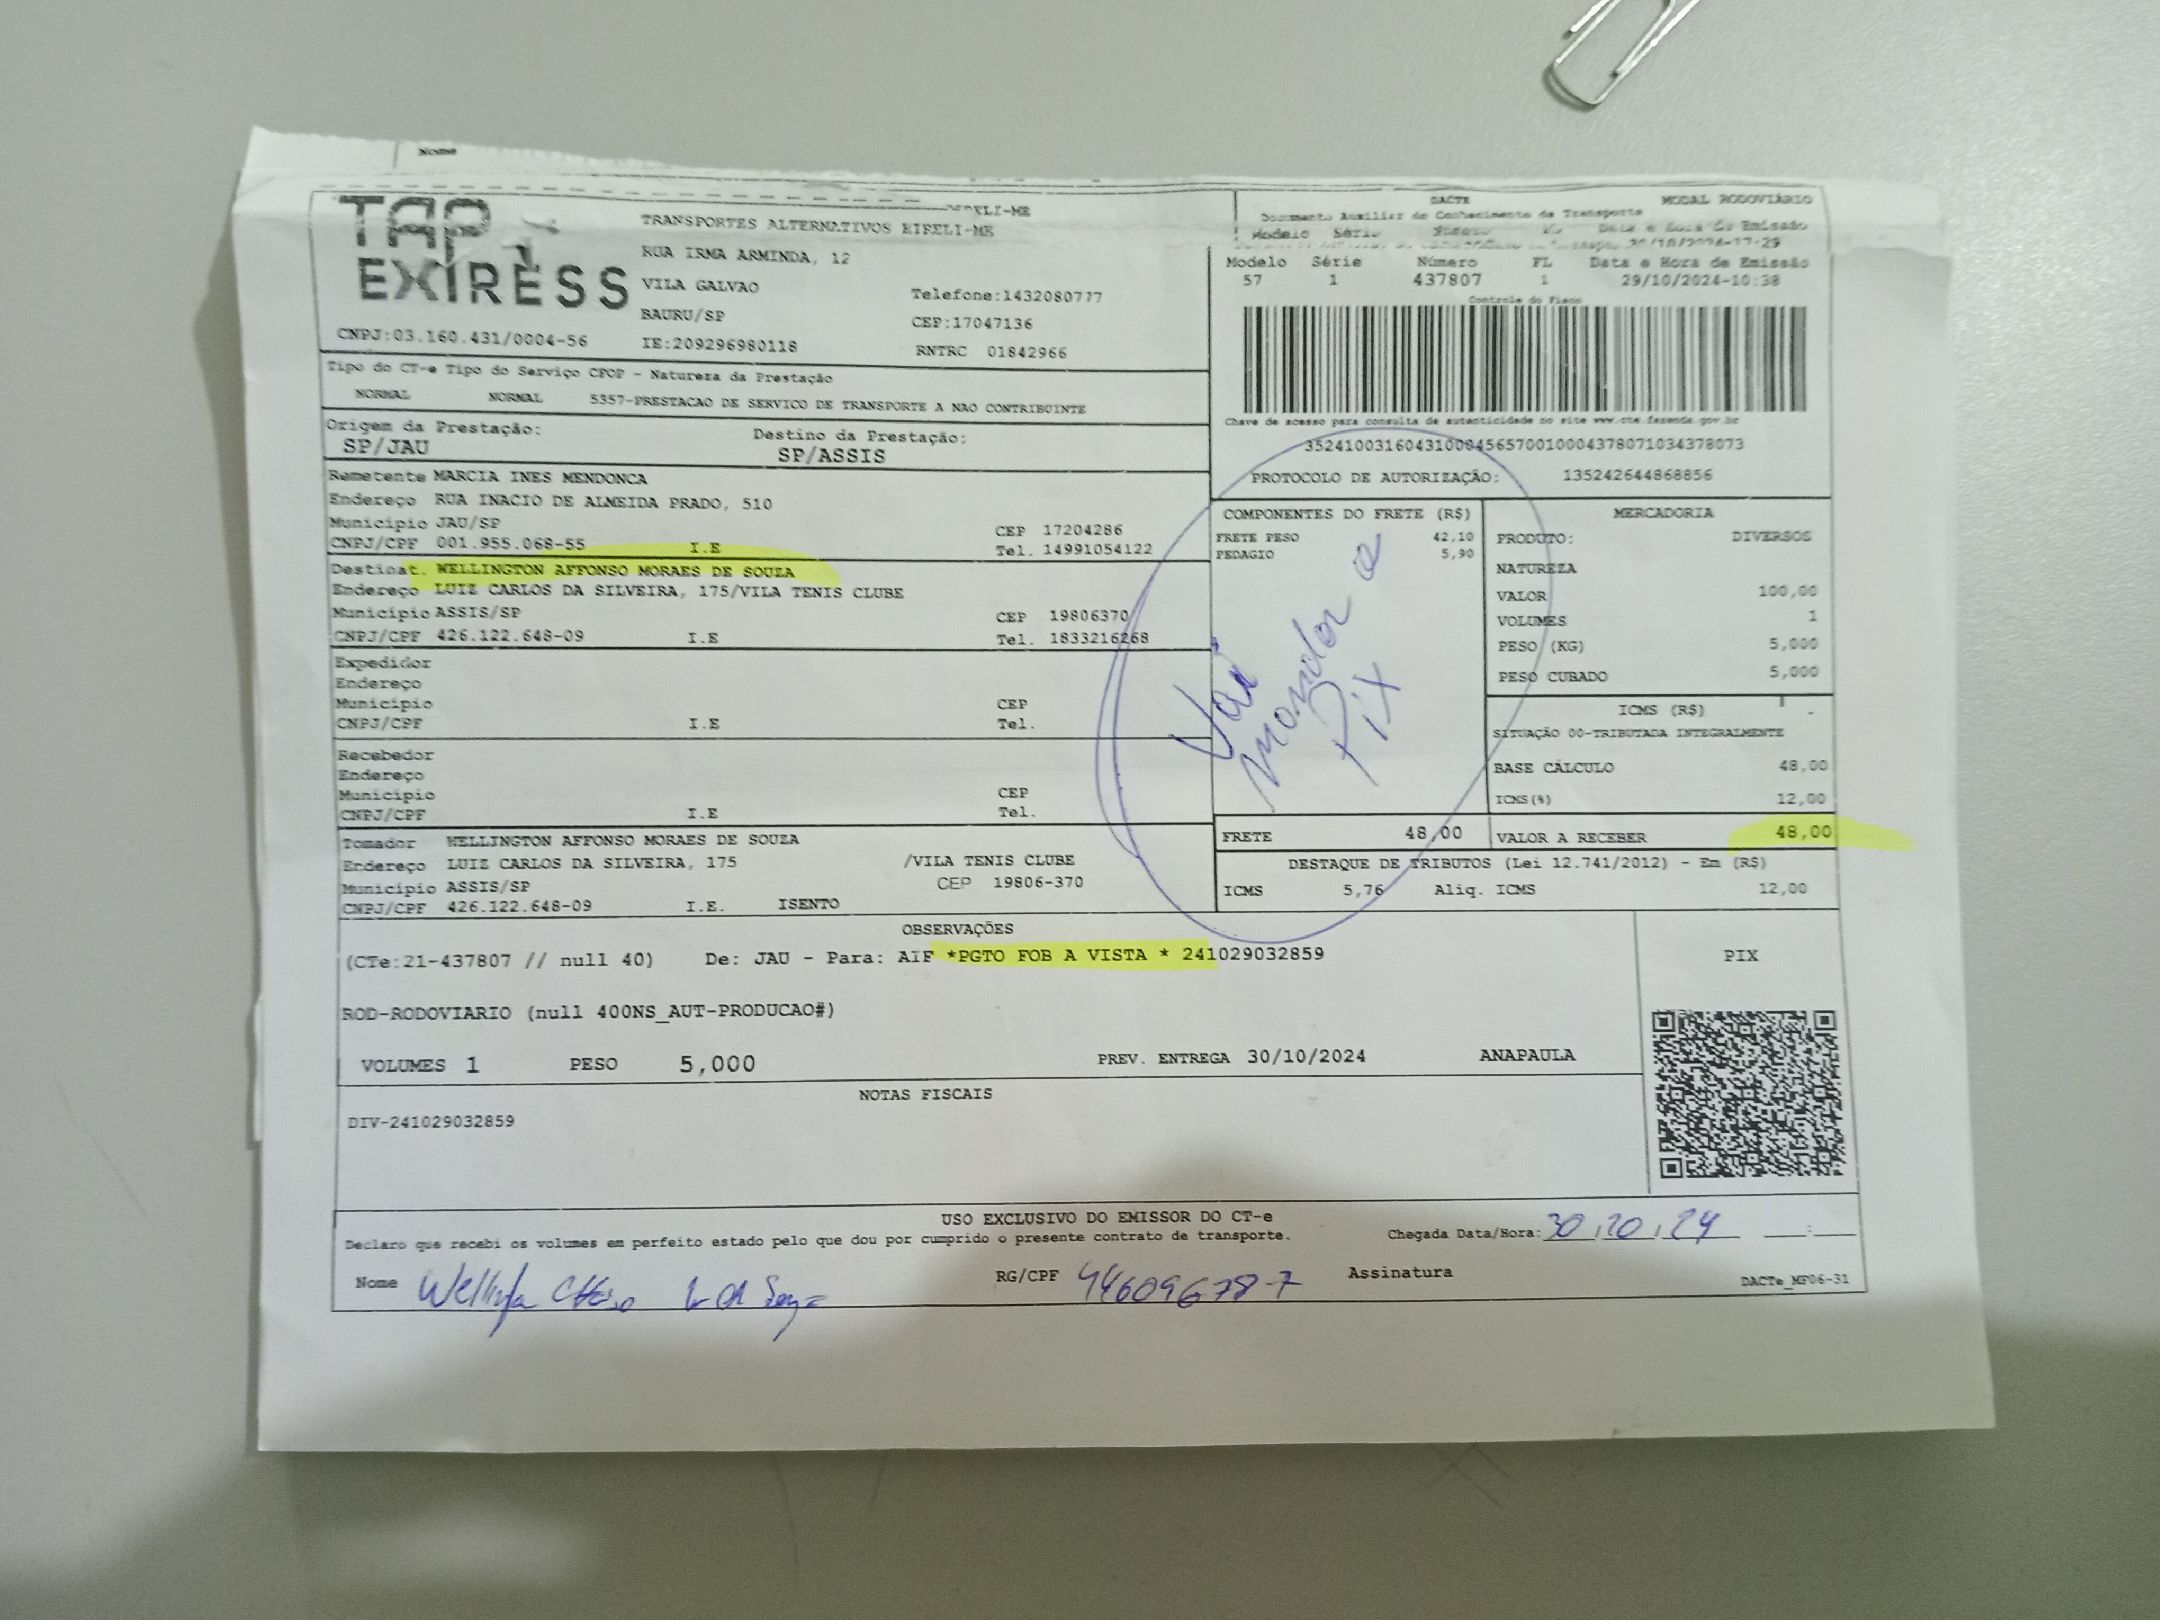 Nome
TAP EXPRESS
TRANSPORTES ALTERNATIVOS EIRELI-ME
RUA IRMA ARMINDA, 12
VILA GALVAO
Telefone:1432080777
BAURU/SP
CEP:17047136
CNPJ:03.160.431/0004-56
IE:209296980118
RNTRC 01842966
DACTE
MODAL RODOVIÁRIO
Documento Auxiliar do Conhecimento de Transporte
Modelo Série Número FL Data e Hora de Emissão
57 1 437807 1 29/10/2024-10:38
Controle do Fisco
Chave de acesso para consulta de autenticidade no site www.cte.fazenda.gov.br
35241003160431000456570010004378071034378073
PROTOCOLO DE AUTORIZAÇÃO: 135242644868856
Tipo do CT-e Tipo do Serviço CFOP - Natureza da Prestação
NORMAL NORMAL 5357-PRESTACAO DE SERVICO DE TRANSPORTE A NAO CONTRIBUINTE
Origem da Prestação: Destino da Prestação:
SP/JAU SP/ASSIS
Remetente MARCIA INES MENDONCA
Endereço RUA INACIO DE ALMEIDA PRADO, 510
Município JAU/SP CEP 17204286
CNPJ/CPF 001.955.068-55 I.E Tel. 14991054122
Destinat. WELLINGTON AFFONSO MORAES DE SOUZA
Endereço LUIZ CARLOS DA SILVEIRA, 175/VILA TENIS CLUBE
Município ASSIS/SP CEP 19806370
CNPJ/CPF 426.122.648-09 I.E Tel. 1833216268
Expedidor
Endereço
Município CEP
CNPJ/CPF I.E Tel.
Recebedor
Endereço
Município CEP
CNPJ/CPF I.E Tel.
Tomador WELLINGTON AFFONSO MORAES DE SOUZA
Endereço LUIZ CARLOS DA SILVEIRA, 175 /VILA TENIS CLUBE
Município ASSIS/SP CEP 19806-370
CNPJ/CPF 426.122.648-09 I.E. ISENTO
COMPONENTES DO FRETE (R$)
FRETE PESO 42,10
PEDAGIO 5,90
Vai
mandar o
Pix
MERCADORIA
PRODUTO: DIVERSOS
NATUREZA
VALOR 100,00
VOLUMES 1
PESO (KG) 5,000
PESO CUBADO 5,000
ICMS (R$)
SITUAÇÃO 00-TRIBUTADA INTEGRALMENTE
BASE CÁLCULO 48,00
ICMS(%) 12,00
FRETE 48,00 VALOR A RECEBER 48,00
DESTAQUE DE TRIBUTOS (Lei 12.741/2012) - Em (R$)
ICMS 5,76 Aliq. ICMS 12,00
OBSERVAÇÕES
(CTe:21-437807 // null 40) De: JAU - Para: AIF *PGTO FOB A VISTA * 241029032859
PIX
ROD-RODOVIARIO (null 400NS_AUT-PRODUCAO#)
VOLUMES 1 PESO 5,000 PREV. ENTREGA 30/10/2024 ANAPAULA
NOTAS FISCAIS
DIV-241029032859
USO EXCLUSIVO DO EMISSOR DO CT-e
Declaro que recebi os volumes em perfeito estado pelo que dou por cumprido o presente contrato de transporte.
Chegada Data/Hora: 30/10/24
Nome
RG/CPF 446096787
Assinatura
DACTe_MF06-31